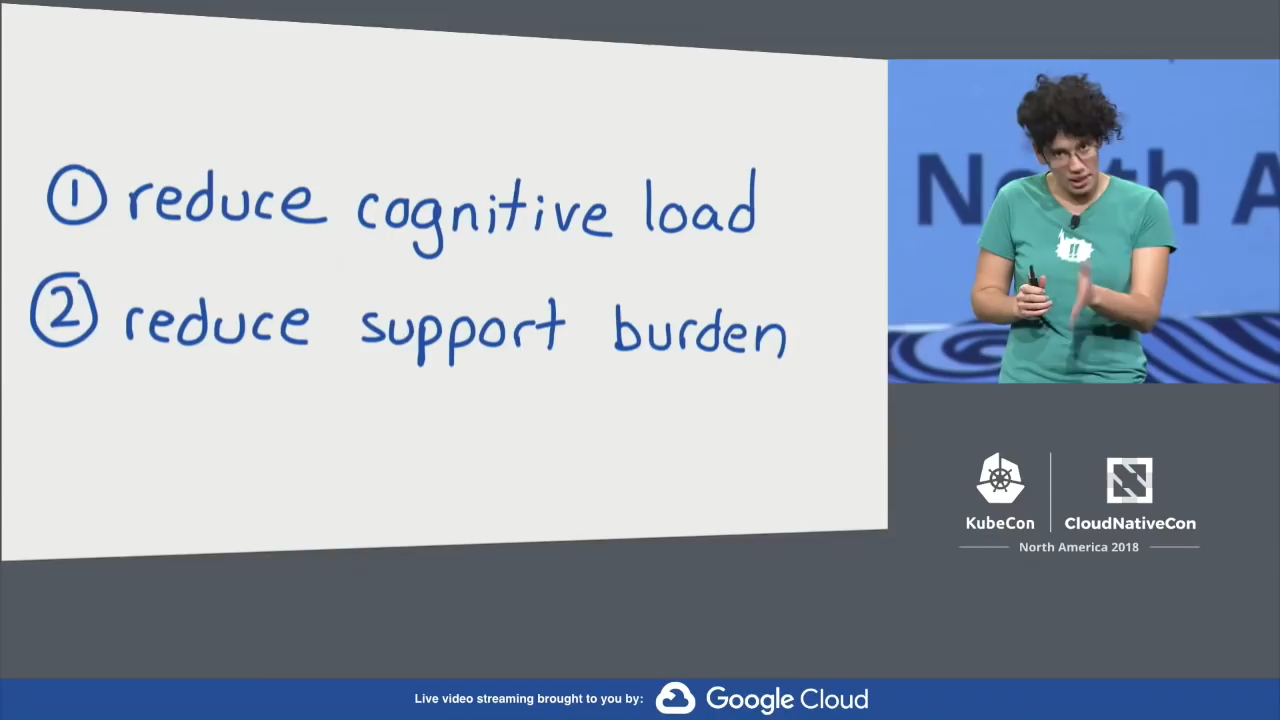 ① reduce cognitive load
② reduce support burden
North A
!!
KubeCon
CloudNativeCon
North America 2018
Live video streaming brought to you by:
Google Cloud